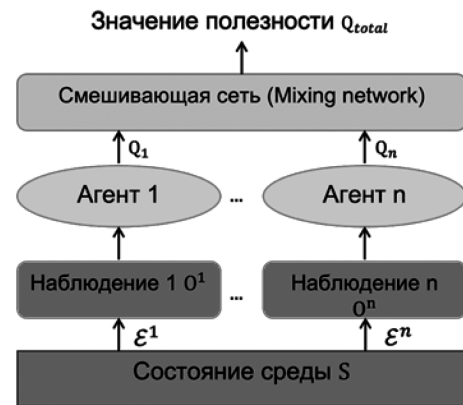 Значение полезности Q_total
Смешивающая сеть (Mixing network)
Q₁ Qₙ
Агент 1 ... Агент n
Наблюдение 1 O¹ ... Наблюдение n
Oⁿ
ℰ¹ ℰⁿ
Состояние среды S